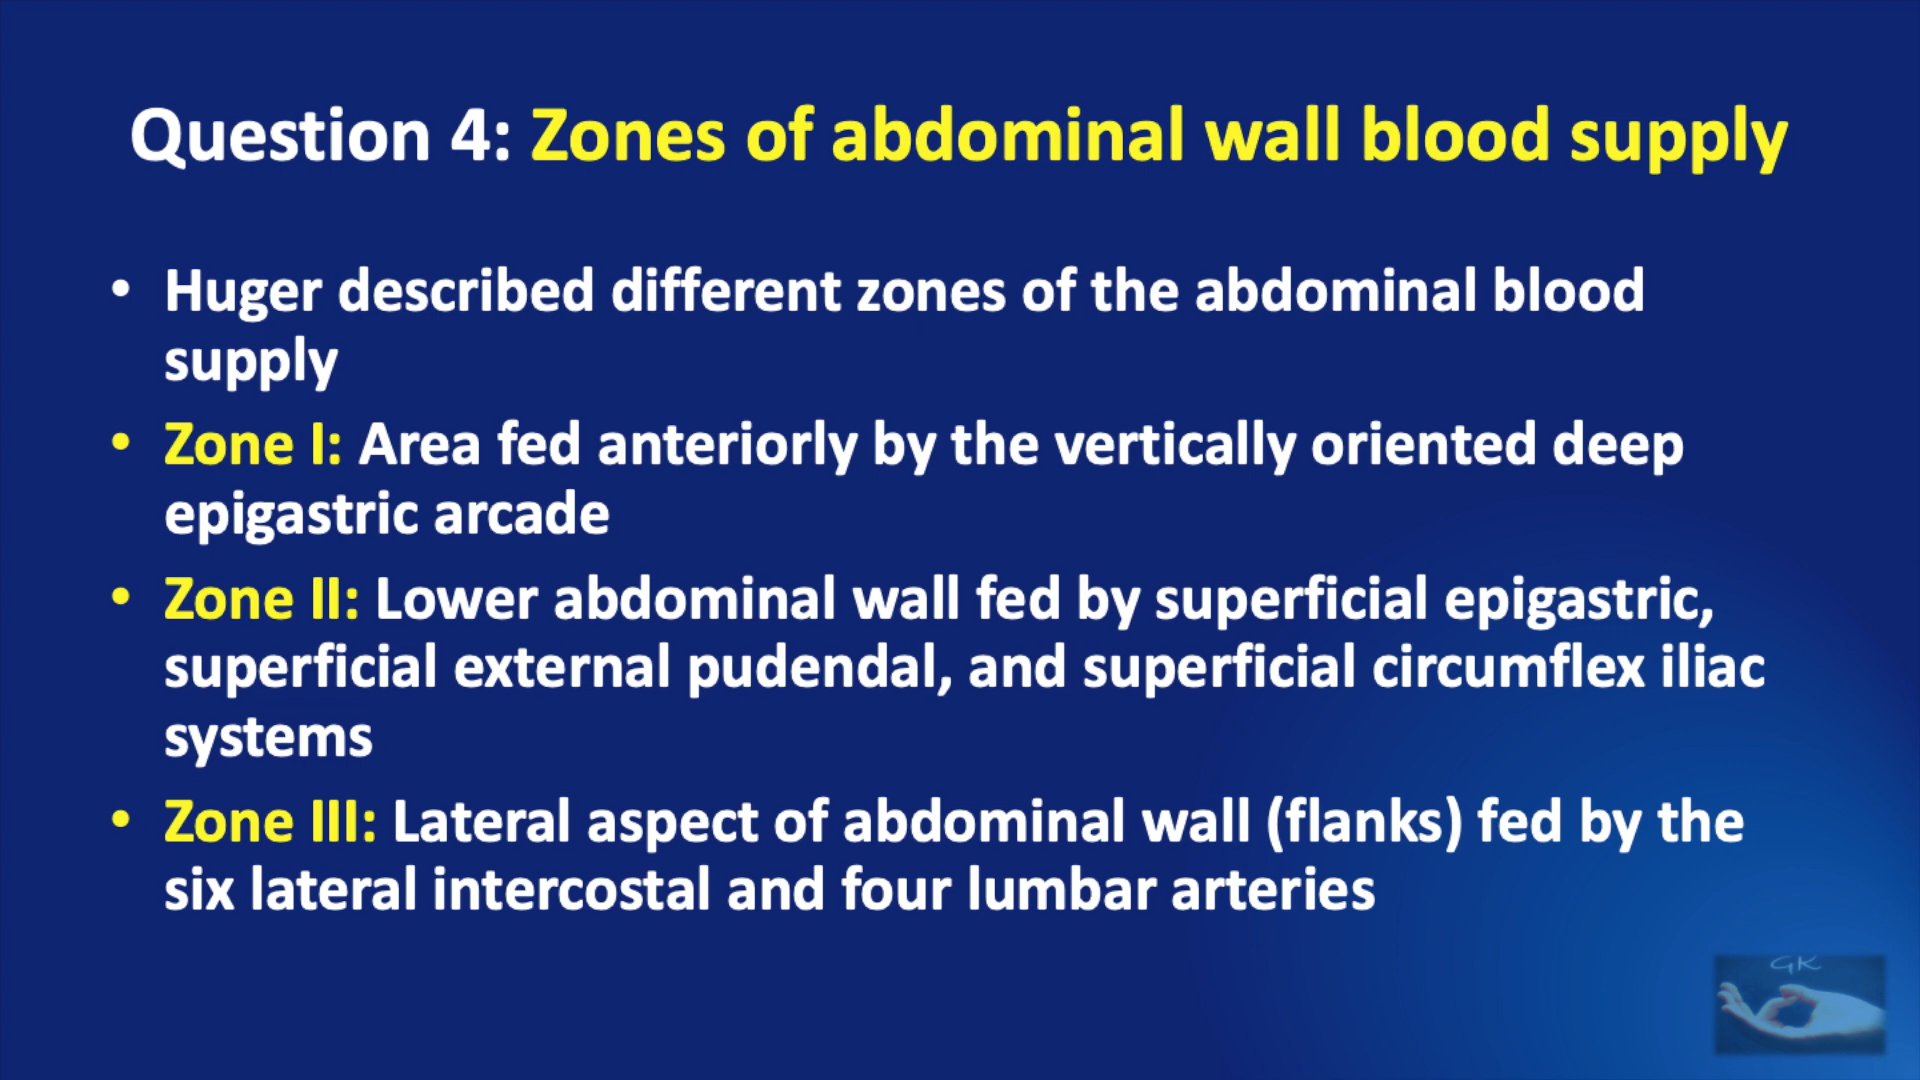 Question 4: Zones of abdominal wall blood supply
• Huger described different zones of the abdominal blood
supply
• Zone I: Area fed anteriorly by the vertically oriented deep
epigastric arcade
• Zone II: Lower abdominal wall fed by superficial epigastric,
superficial external pudendal, and superficial circumflex iliac
systems
• Zone III: Lateral aspect of abdominal wall (flanks) fed by the
six lateral intercostal and four lumbar arteries
GK